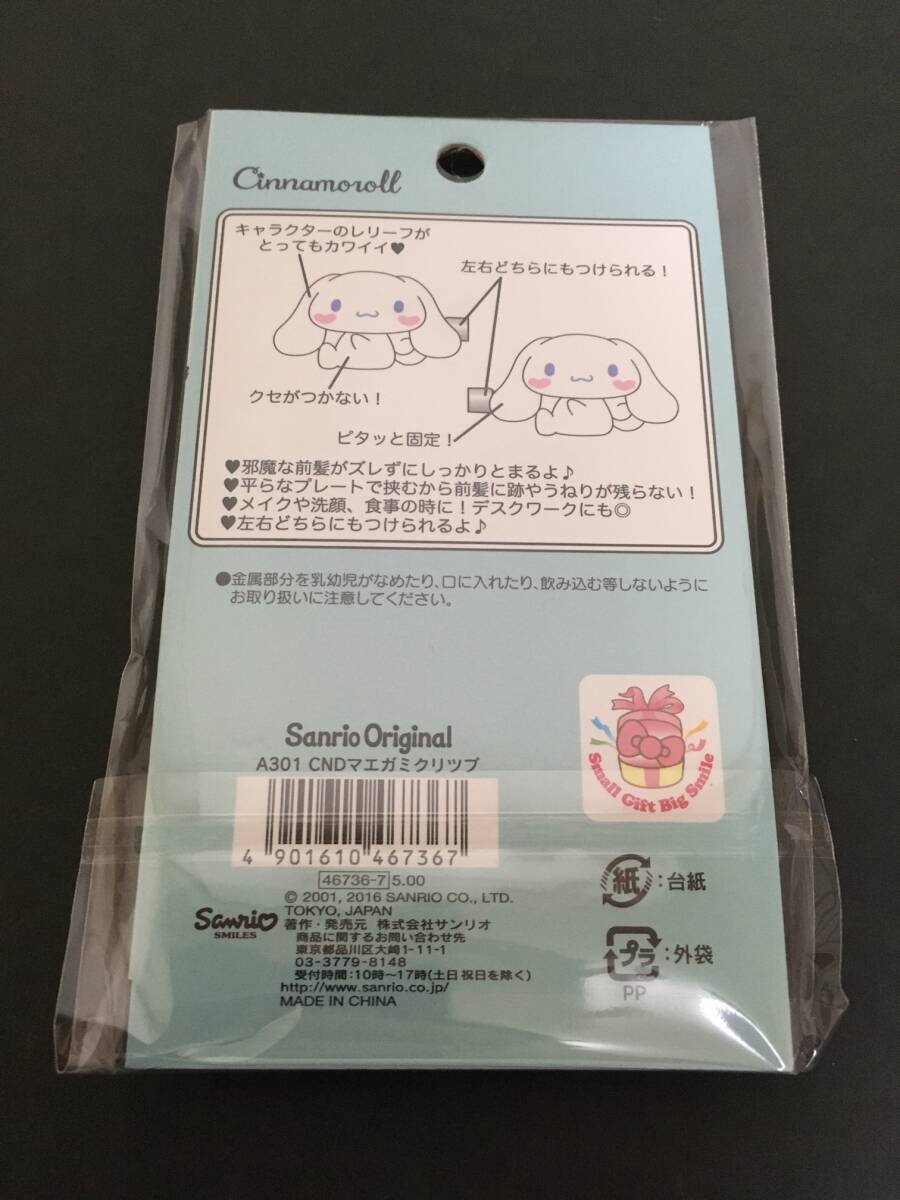 Cinnamoroll
キャラクターのレリーフが
とってもカワイイ♥
左右どちらにもつけられる！
クセがつかない！
ピタッと固定！
♥邪魔な前髪がズレずにしっかりとまるよ♪
♥平らなプレートで挟むから前髪に跡やうねりが残らない！
♥メイクや洗顔、食事の時に！デスクワークにも◎
♥左右どちらにもつけられるよ♪
●金属部分を乳幼児がなめたり、口に入れたり、飲み込む等しないように
お取り扱いに注意してください。
Sanrio Original
A301 CNDマエガミクリツプ
4 901610 467367
46736-7 5.00
© 2001, 2016 SANRIO CO., LTD.
TOKYO, JAPAN
Sanrio
SMILES
著作・発売元 株式会社サンリオ
商品に関するお問い合わせ先
東京都品川区大崎1-11-1
03-3779-8148
受付時間：10時〜17時(土日祝日を除く)
http://www.sanrio.co.jp/
MADE IN CHINA
Small Gift Big Smile
紙：台紙
プラ：外袋
PP